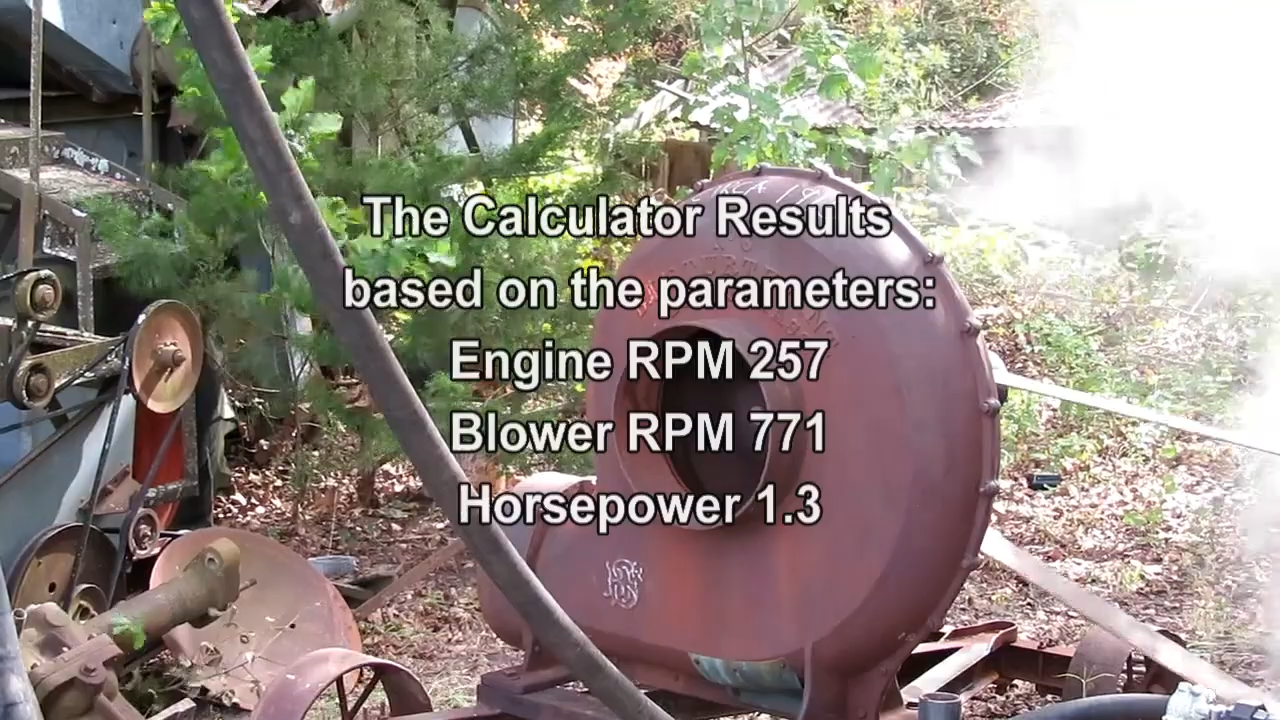 The Calculator Results
based on the parameters:
Engine RPM 257
Blower RPM 771
Horsepower 1.3